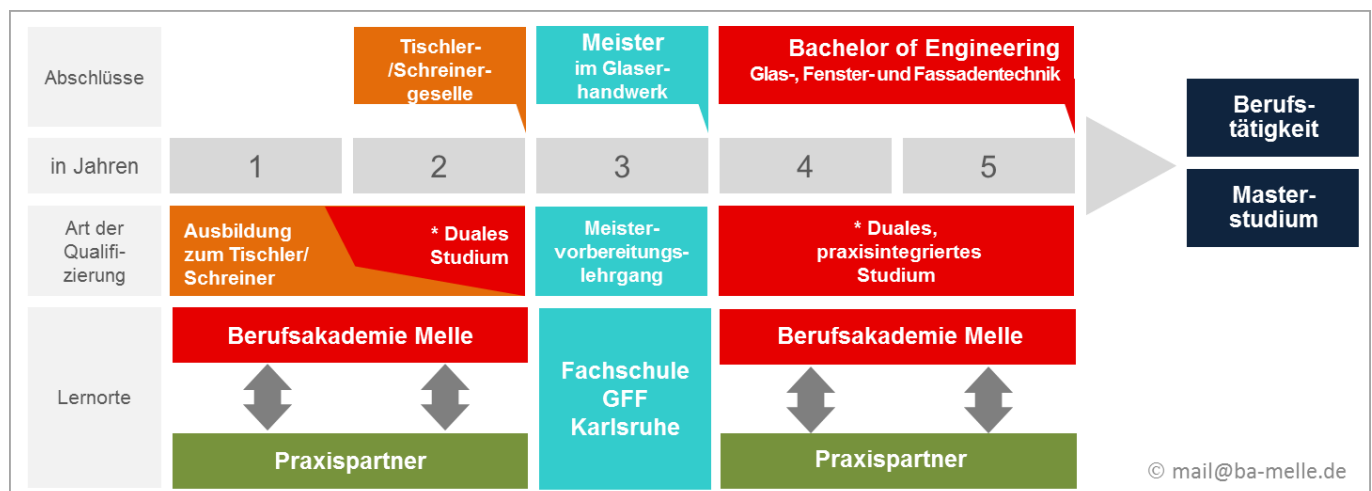 Abschlüsse
Tischler-
/Schreiner-
geselle
Meister
im Glaser-
handwerk
Bachelor of Engineering
Glas-, Fenster- und Fassadentechnik
in Jahren
1
2
3
4
5
Berufs-
tätigkeit
Master-
studium
Art der
Qualifi-
zierung
Ausbildung
zum Tischler/
Schreiner
* Duales
Studium
Meister-
vorbereitungs-
lehrgang
* Duales,
praxisintegriertes
Studium
Lernorte
Berufsakademie Melle
Praxispartner
Fachschule
GFF
Karlsruhe
Berufsakademie Melle
Praxispartner
© mail@ba-melle.de